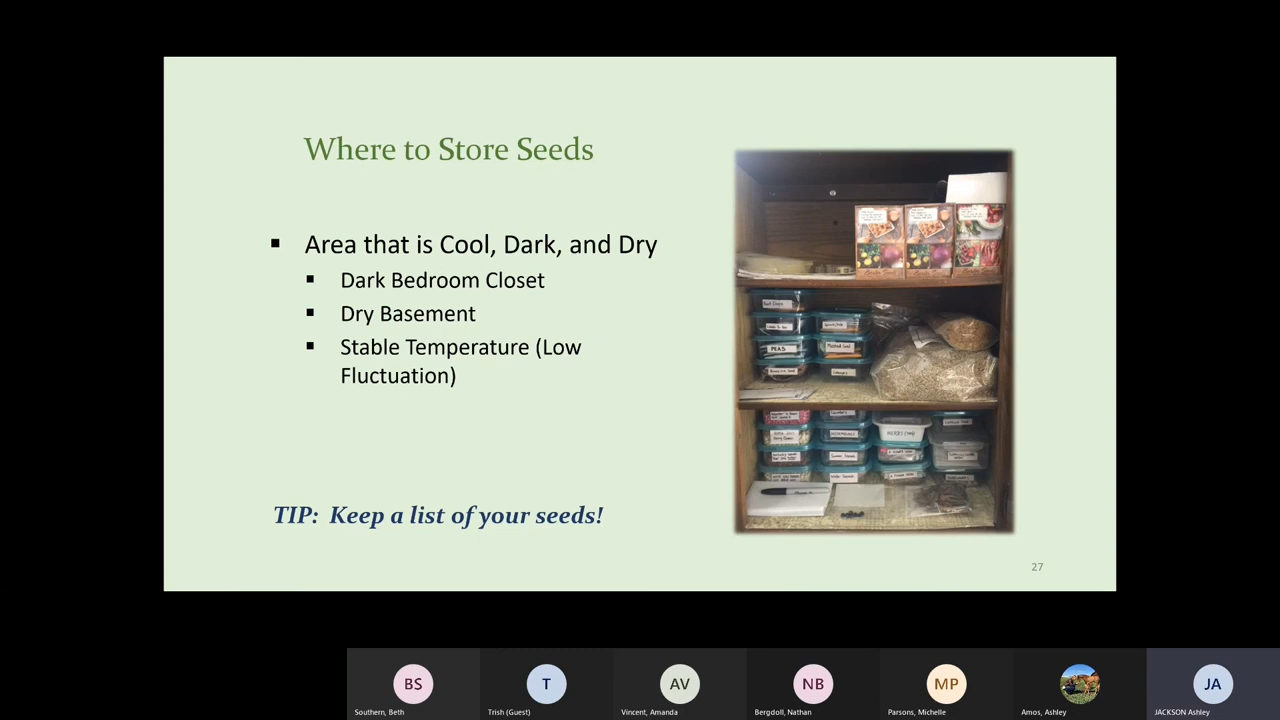 Where to Store Seeds
▪ Area that is Cool, Dark, and Dry
▪ Dark Bedroom Closet
▪ Dry Basement
▪ Stable Temperature (Low
Fluctuation)
TIP: Keep a list of your seeds!
PEAS
HERBS
27
BS
T
AV
NB
MP
JA
Southern, Beth
Trish (Guest)
Vincent, Amanda
Bergdoll, Nathan
Parsons, Michelle
Amos, Ashley
JACKSON Ashley